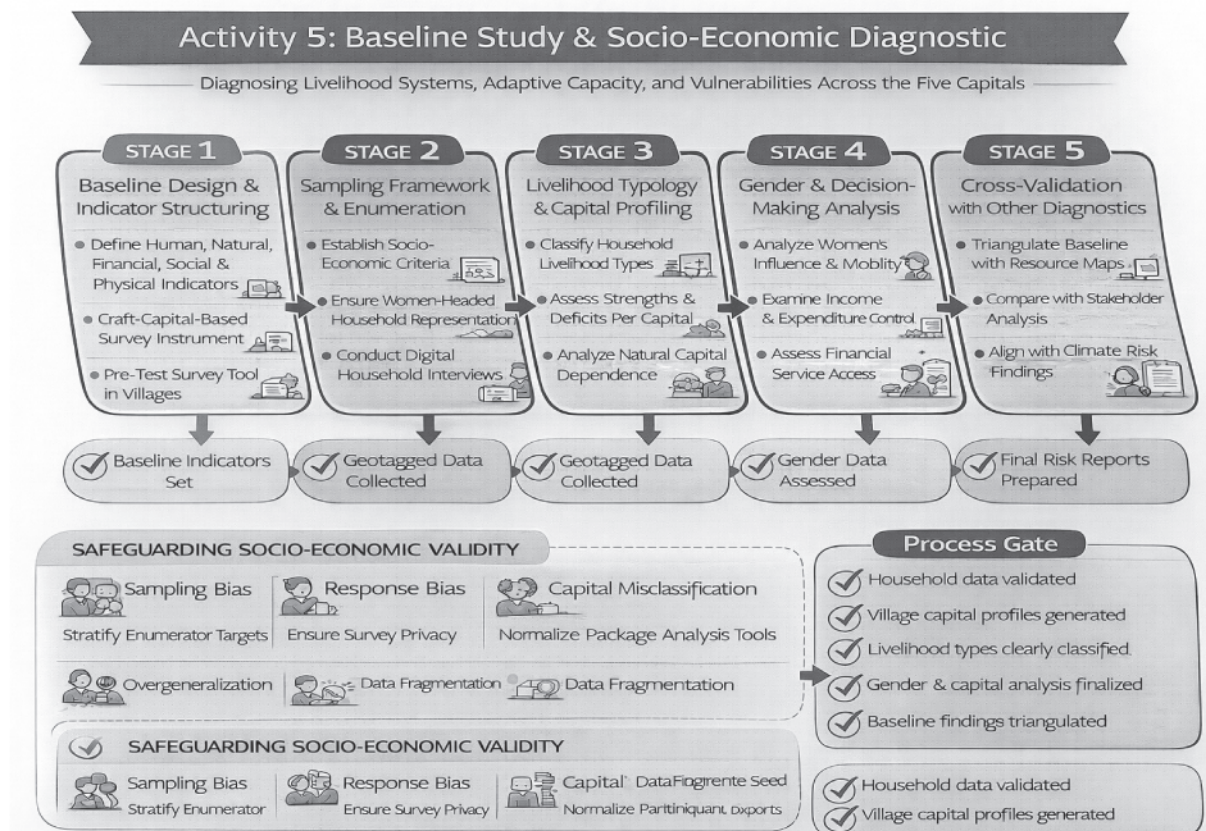 Activity 5: Baseline Study & Socio-Economic Diagnostic
Diagnosing Livelihood Systems, Adaptive Capacity, and Vulnerabilities Across the Five Capitals
STAGE 1
Baseline Design &
Indicator Structuring
Define Human, Natural,
Financial, Social &
Physical Indicators
Craft-Capital-Based
Survey Instrument
Pre-Test Survey Tool
in Villages
Baseline Indicators
Set
STAGE 2
Sampling Framework
& Enumeration
Establish Socio-
Economic Criteria
Ensure Women-Headed
Household Representation
Conduct Digital
Household Interviews
Geotagged Data
Collected
STAGE 3
Livelihood Typology
& Capital Profiling
Classify Household
Livelihood Types
Assess Strengths &
Deficits Per Capital
Analyze Natural Capital
Dependence
Geotagged Data
Collected
STAGE 4
Gender & Decision-
Making Analysis
Analyze Women's
Influence & Moblity
Examine Income
& Expenditure Control
Assess Financial
Service Access
Gender Data
Assessed
STAGE 5
Cross-Validation
with Other Diagnostics
Triangulate Baseline
with Resource Maps
Compare with Stakeholder
Analysis
Align with Climate Risk
Findings
Final Risk Reports
Prepared
SAFEGUARDING SOCIO-ECONOMIC VALIDITY
Sampling Bias
Stratify Enumerator Targets
Response Bias
Ensure Survey Privacy
Capital Misclassification
Normalize Package Analysis Tools
Overgeneralization
Data Fragmentation
Data Fragmentation
SAFEGUARDING SOCIO-ECONOMIC VALIDITY
Sampling Bias
Stratify Enumerator
Response Bias
Ensure Survey Privacy
Capital Seed
Normalize
Process Gate
Household data validated
Village capital profiles generated
Livelihood types clearly classified.
Gender & capital analysis finalized
Baseline findings triangulated
Household data validated
Village capital profiles generated